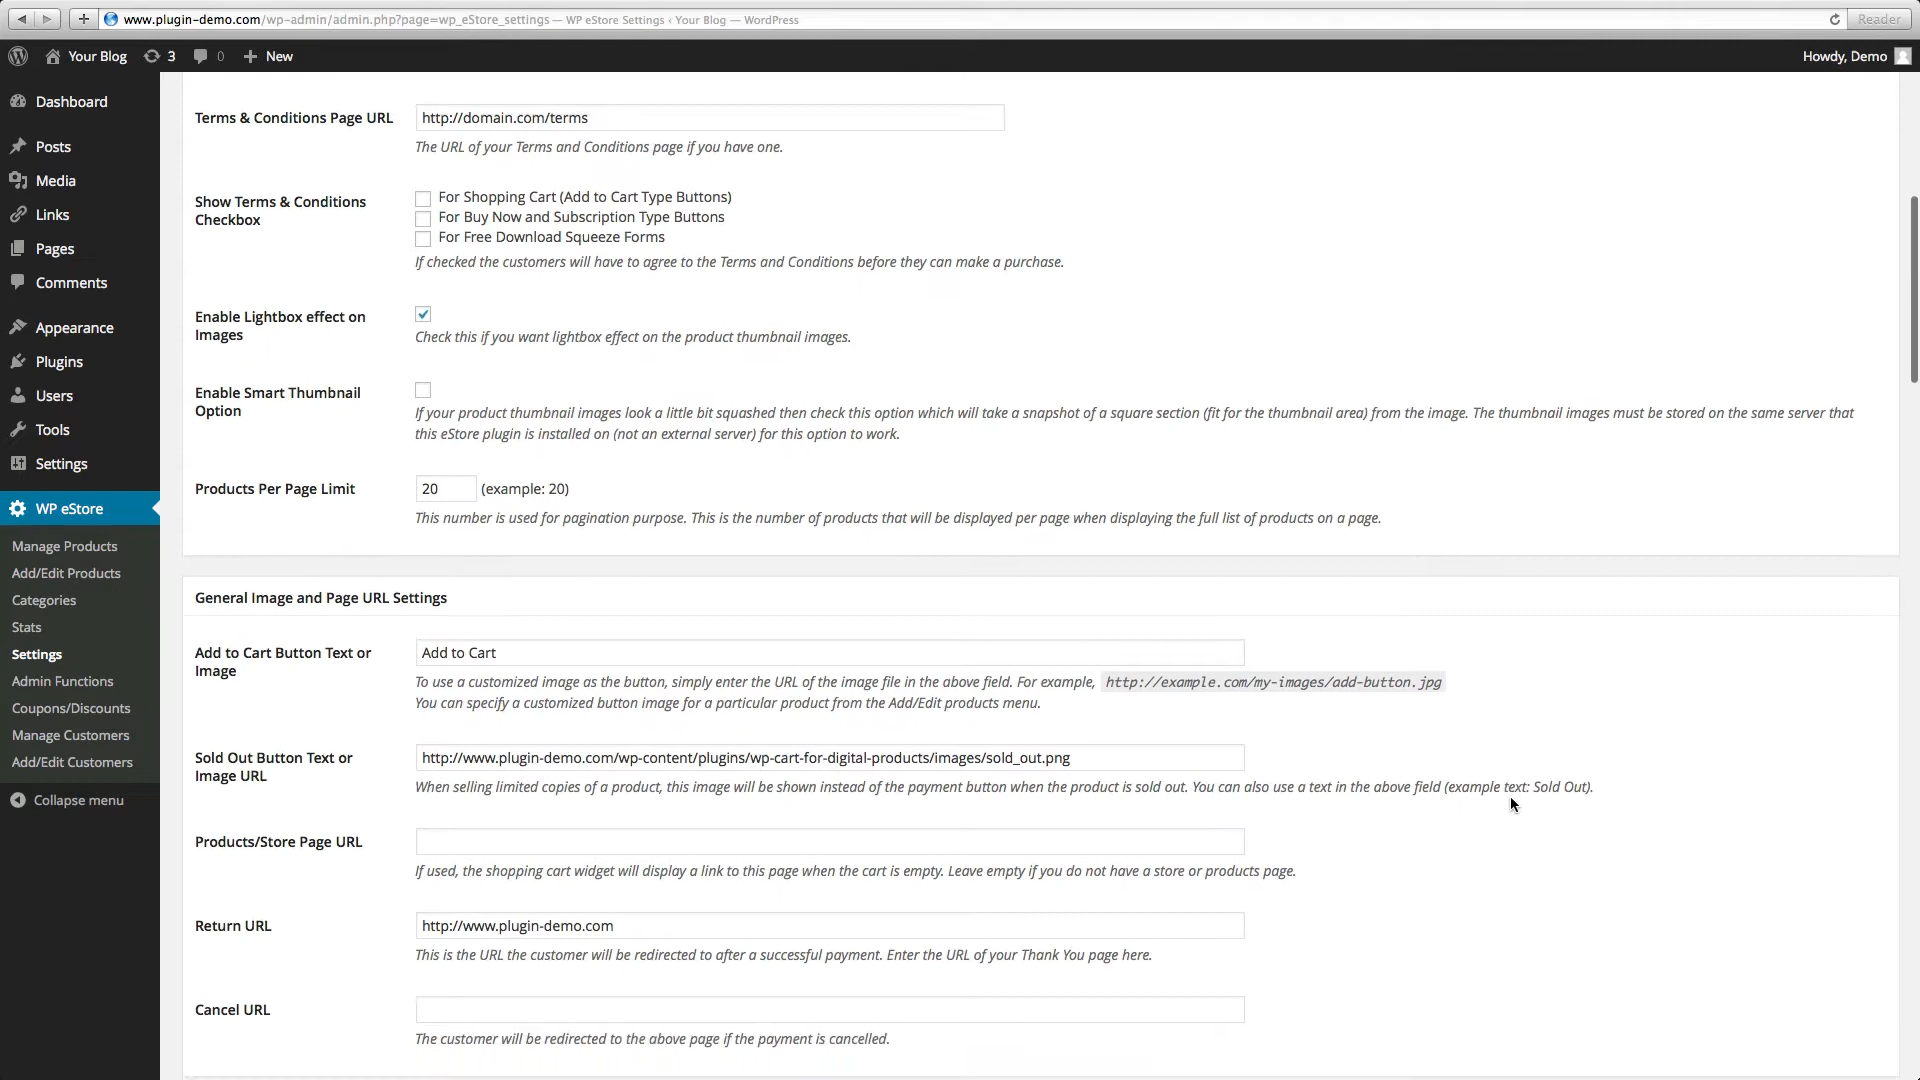 www.plugin-demo.com/wp-admin/admin.php?page=wp_eStore_settings — WP eStore Settings ‹ Your Blog — WordPress
Reader
Your Blog
3
0
New
Howdy, Demo
Dashboard
Posts
Media
Links
Pages
Comments
Appearance
Plugins
Users
Tools
Settings
WP eStore
Manage Products
Add/Edit Products
Categories
Stats
Settings
Admin Functions
Coupons/Discounts
Manage Customers
Add/Edit Customers
Collapse menu
Terms & Conditions Page URL
http://domain.com/terms
The URL of your Terms and Conditions page if you have one.
Show Terms & Conditions
Checkbox
For Shopping Cart (Add to Cart Type Buttons)
For Buy Now and Subscription Type Buttons
For Free Download Squeeze Forms
If checked the customers will have to agree to the Terms and Conditions before they can make a purchase.
Enable Lightbox effect on
Images
Check this if you want lightbox effect on the product thumbnail images.
Enable Smart Thumbnail
Option
If your product thumbnail images look a little bit squashed then check this option which will take a snapshot of a square section (fit for the thumbnail area) from the image. The thumbnail images must be stored on the same server that
this eStore plugin is installed on (not an external server) for this option to work.
Products Per Page Limit
20 (example: 20)
This number is used for pagination purpose. This is the number of products that will be displayed per page when displaying the full list of products on a page.
General Image and Page URL Settings
Add to Cart Button Text or
Image
Add to Cart
To use a customized image as the button, simply enter the URL of the image file in the above field. For example, http://example.com/my-images/add-button.jpg
You can specify a customized button image for a particular product from the Add/Edit products menu.
Sold Out Button Text or
Image URL
http://www.plugin-demo.com/wp-content/plugins/wp-cart-for-digital-products/images/sold_out.png
When selling limited copies of a product, this image will be shown instead of the payment button when the product is sold out. You can also use a text in the above field (example text: Sold Out).
Products/Store Page URL
If used, the shopping cart widget will display a link to this page when the cart is empty. Leave empty if you do not have a store or products page.
Return URL
http://www.plugin-demo.com
This is the URL the customer will be redirected to after a successful payment. Enter the URL of your Thank You page here.
Cancel URL
The customer will be redirected to the above page if the payment is cancelled.